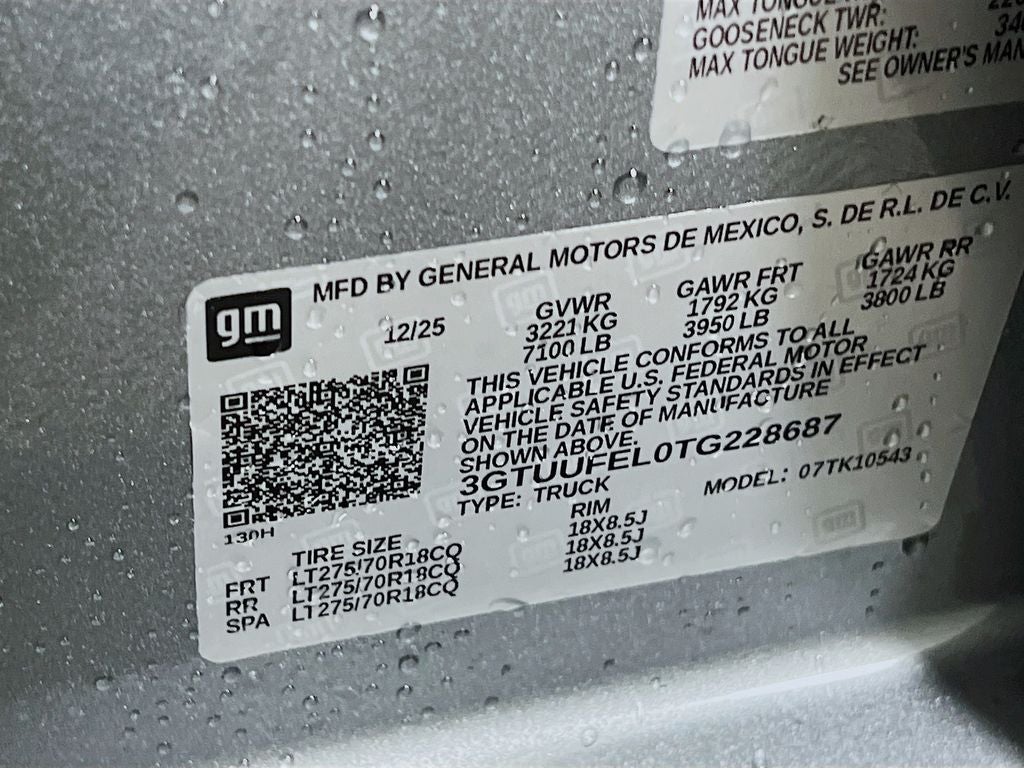 MAX TONGUE
GOOSENECK TWR:
MAX TONGUE WEIGHT:
SEE OWNER'S
MFD BY GENERAL MOTORS DE MEXICO, S. DE R.L. DE C.V.
gm
12/25
GVWR GAWR FRT GAWR RR
3221 KG 1792 KG 1724 KG
7100 LB 3950 LB 3800 LB
THIS VEHICLE CONFORMS TO ALL
APPLICABLE U.S. FEDERAL MOTOR
VEHICLE SAFETY STANDARDS IN EFFECT
ON THE DATE OF MANUFACTURE
SHOWN ABOVE.
3GTUUFEL0TG228687
TYPE: TRUCK MODEL: 07TK10543
130H
TIRE SIZE RIM
FRT LT275/70R18CQ 18X8.5J
RR LT275/70R18CQ 18X8.5J
SPA LT275/70R18CQ 18X8.5J